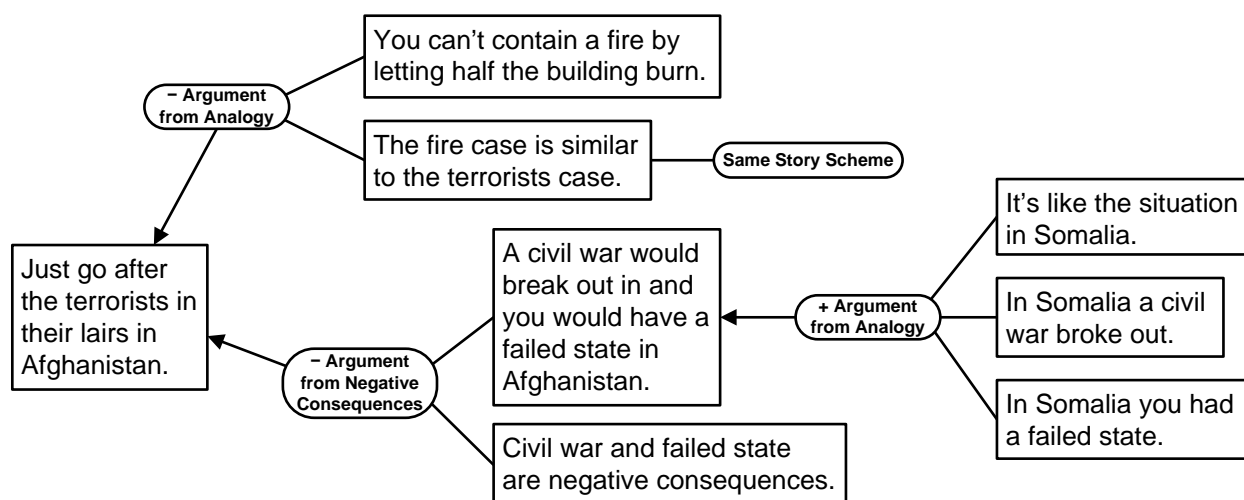 You can’t contain a fire by
letting half the building burn.
− Argument
from Analogy
The fire case is similar
to the terrorists case.
Same Story Scheme
Just go after
the terrorists in
their lairs in
Afghanistan.
A civil war would
break out in and
you would have a
failed state in
Afghanistan.
− Argument
from Negative
Consequences
Civil war and failed state
are negative consequences.
+ Argument
from Analogy
It’s like the situation
in Somalia.
In Somalia a civil
war broke out.
In Somalia you had
a failed state.